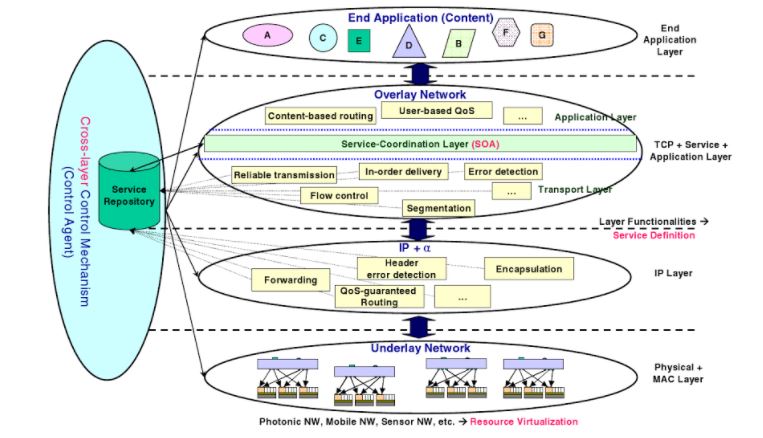 End Application (Content)
A
C
E
D
B
F
G
End
Application
Layer
Overlay Network
Content-based routing
User-based QoS
...
Application Layer
Service-Coordination Layer (SOA)
TCP + Service +
Application Layer
Reliable transmission
In-order delivery
Error detection
Flow control
...
Transport Layer
Segmentation
Cross-layer Control Mechanism
(Control Agent)
Service
Repository
Layer Functionalities →
Service Definition
IP + α
Header
error detection
Encapsulation
Forwarding
QoS-guaranteed
Routing
...
IP Layer
Underlay Network
Physical +
MAC Layer
Photonic NW, Mobile NW, Sensor NW, etc. → Resource Virtualization